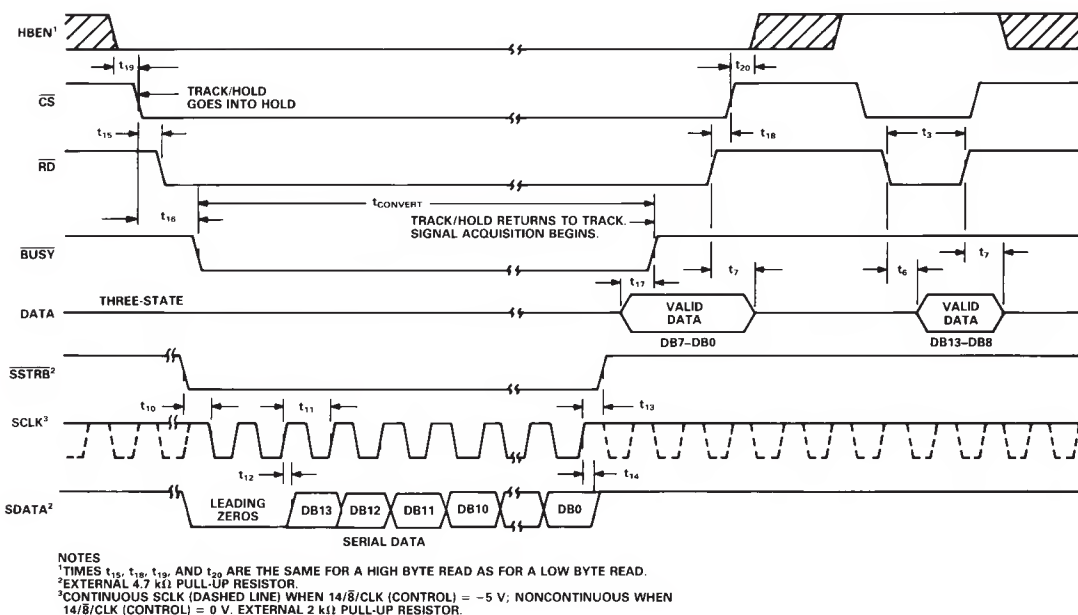 HBEN¹
t19
t20
TRACK/HOLD
GOES INTO HOLD
CS
t15
t18
t3
RD
tCONVERT
t16
TRACK/HOLD RETURNS TO TRACK.
SIGNAL ACQUISITION BEGINS.
BUSY
t7
t6
t7
t17
THREE-STATE
DATA
VALID
DATA
VALID
DATA
DB7–DB0
DB13–DB8
SSTRB²
t10
t11
t13
SCLK³
t12
t14
SDATA²
LEADING
ZEROS
DB13
DB12
DB11
DB10
DB0
SERIAL DATA
NOTES
¹TIMES t15, t18, t19, AND t20 ARE THE SAME FOR A HIGH BYTE READ AS FOR A LOW BYTE READ.
²EXTERNAL 4.7 kΩ PULL-UP RESISTOR.
³CONTINUOUS SCLK (DASHED LINE) WHEN 14/8̅/CLK (CONTROL) = –5 V; NONCONTINUOUS WHEN
14/8̅/CLK (CONTROL) = 0 V. EXTERNAL 2 kΩ PULL-UP RESISTOR.